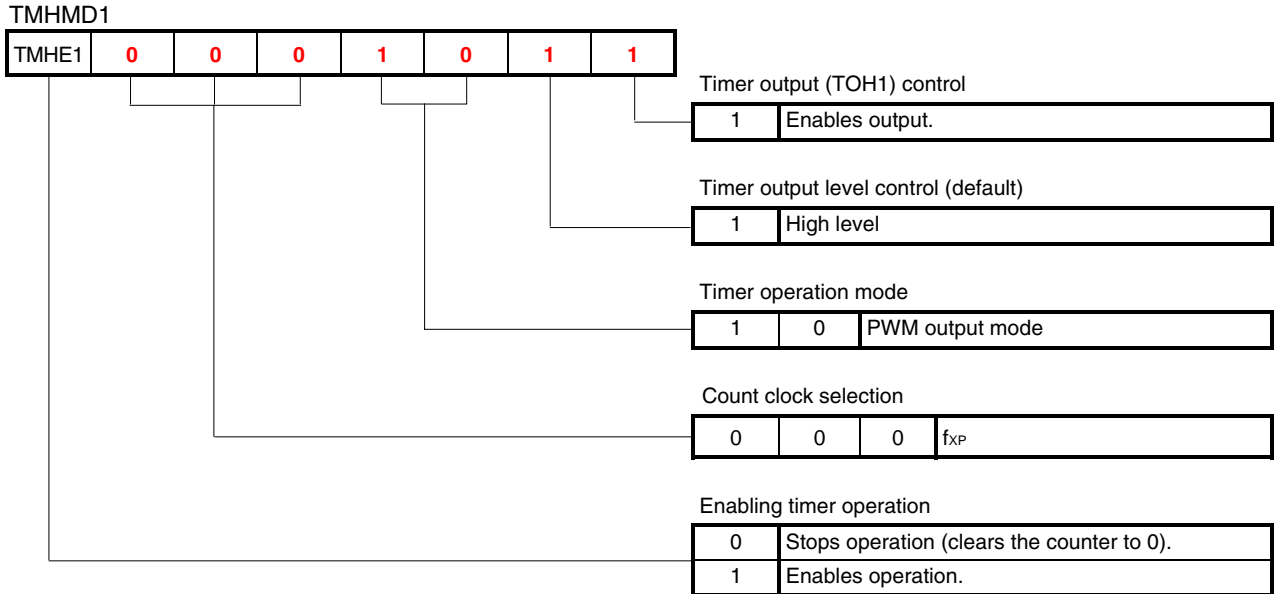 TMHMD1
TMHE1 0 0 0 1 0 1 1
Timer output (TOH1) control
1 Enables output.
Timer output level control (default)
1 High level
Timer operation mode
1 0 PWM output mode
Count clock selection
0 0 0 fXP
Enabling timer operation
0 Stops operation (clears the counter to 0).
1 Enables operation.